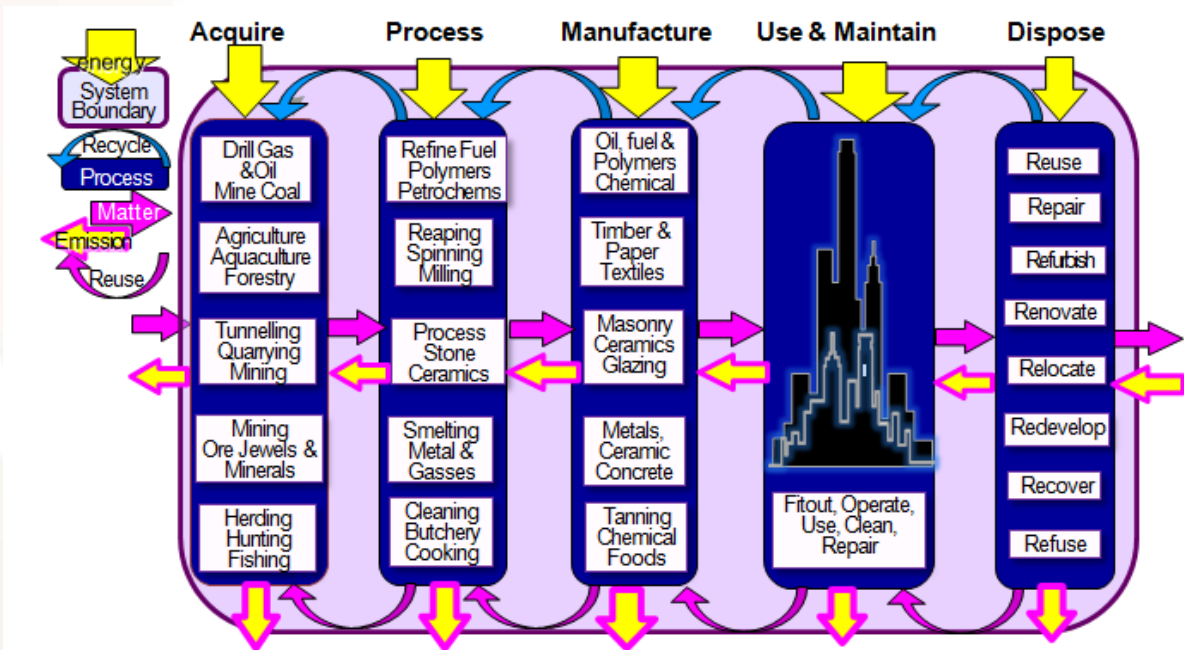 Acquire
Process
Manufacture
Use & Maintain
Dispose
energy
System
Boundary
Recycle
Process
Matter
Emission
Reuse
Drill Gas
&Oil
Mine Coal
Agriculture
Aquaculture
Forestry
Tunnelling
Quarrying
Mining
Mining
Ore Jewels &
Minerals
Herding
Hunting
Fishing
Refine Fuel
Polymers
Petrochems
Reaping
Spinning
Milling
Process
Stone
Ceramics
Smelting
Metal &
Gasses
Cleaning
Butchery
Cooking
Oil, fuel &
Polymers
Chemical
Timber &
Paper
Textiles
Masonry
Ceramics
Glazing
Metals,
Ceramic
Concrete
Tanning
Chemical
Foods
Fitout, Operate,
Use, Clean,
Repair
Reuse
Repair
Refurbish
Renovate
Relocate
Redevelop
Recover
Refuse